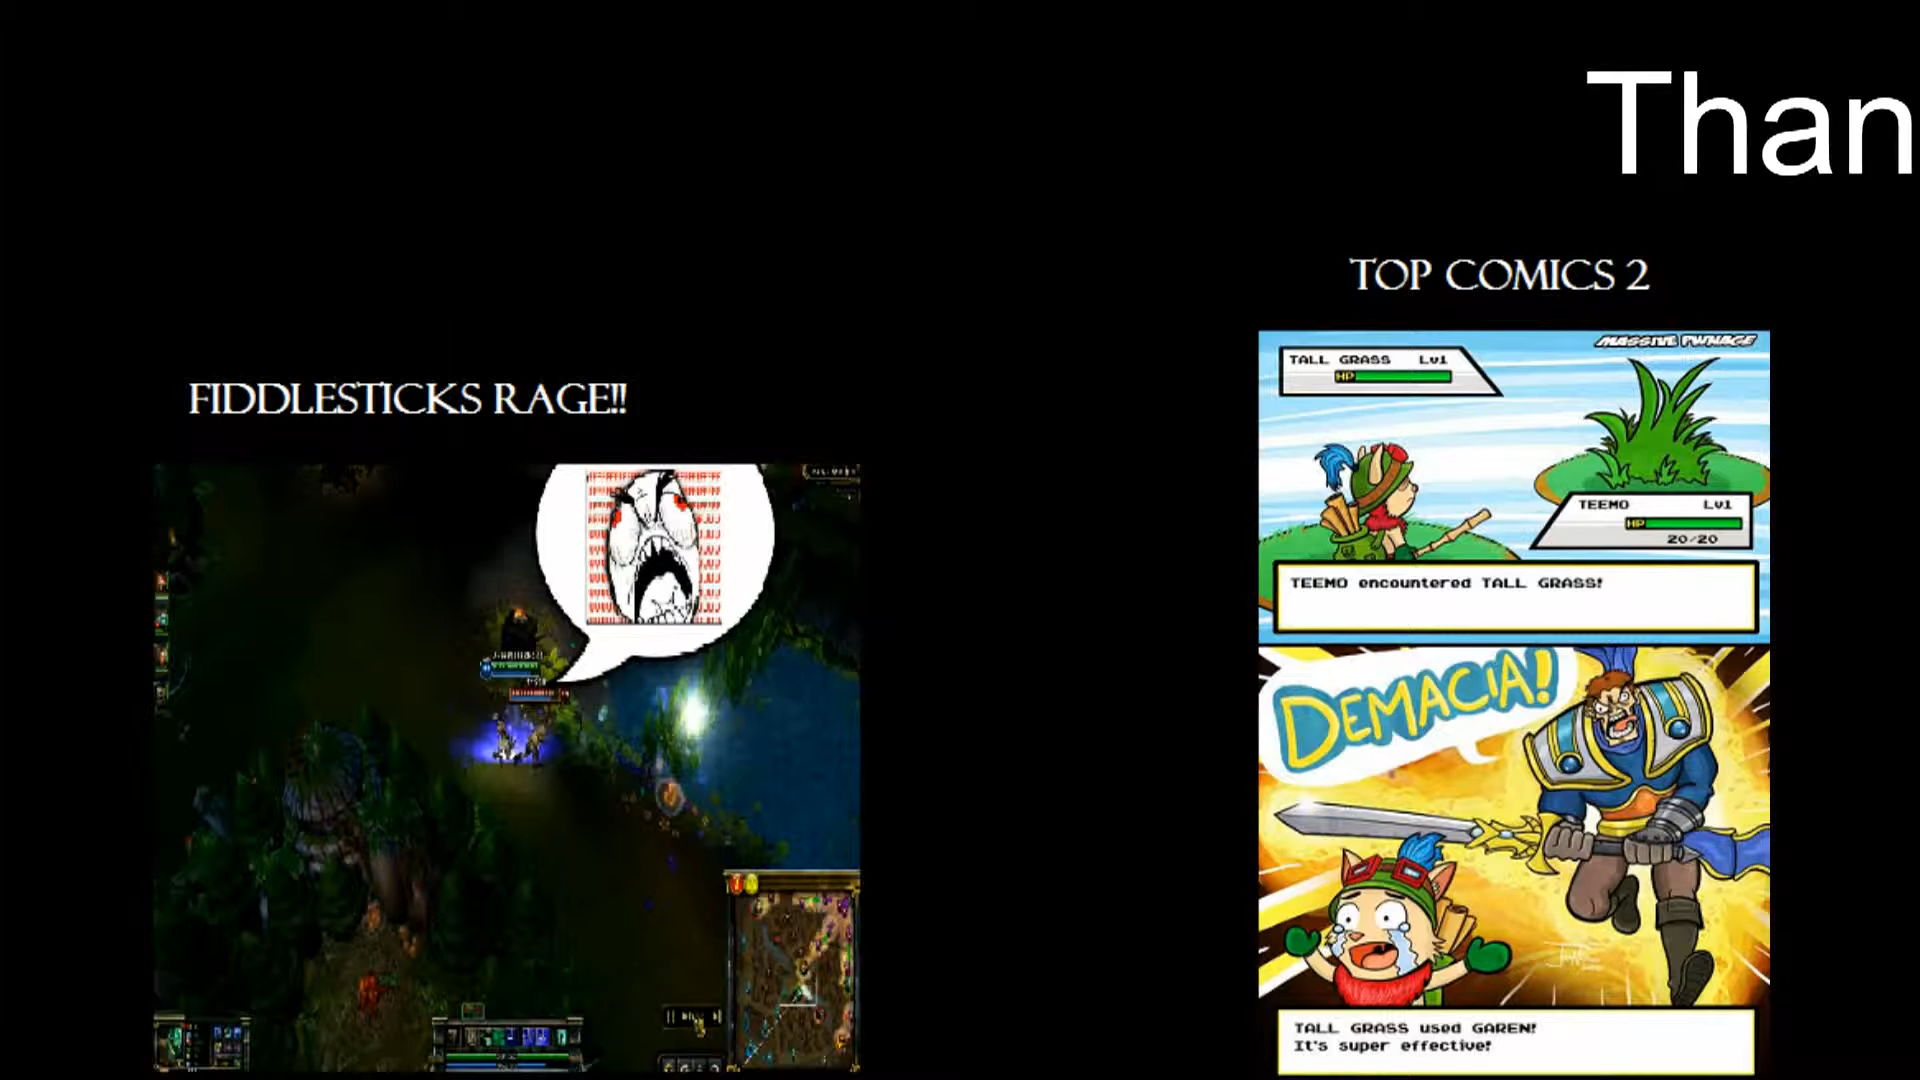 Than
TOP COMICS 2
FIDDLESTICKS RAGE!!
MASSIVE PWNAGE
TALL GRASS Lv1
HP
TEEMO Lv1
HP
20/20
TEEMO encountered TALL GRASS!
DEMACIA!
TALL GRASS used GAREN!
It's super effective!